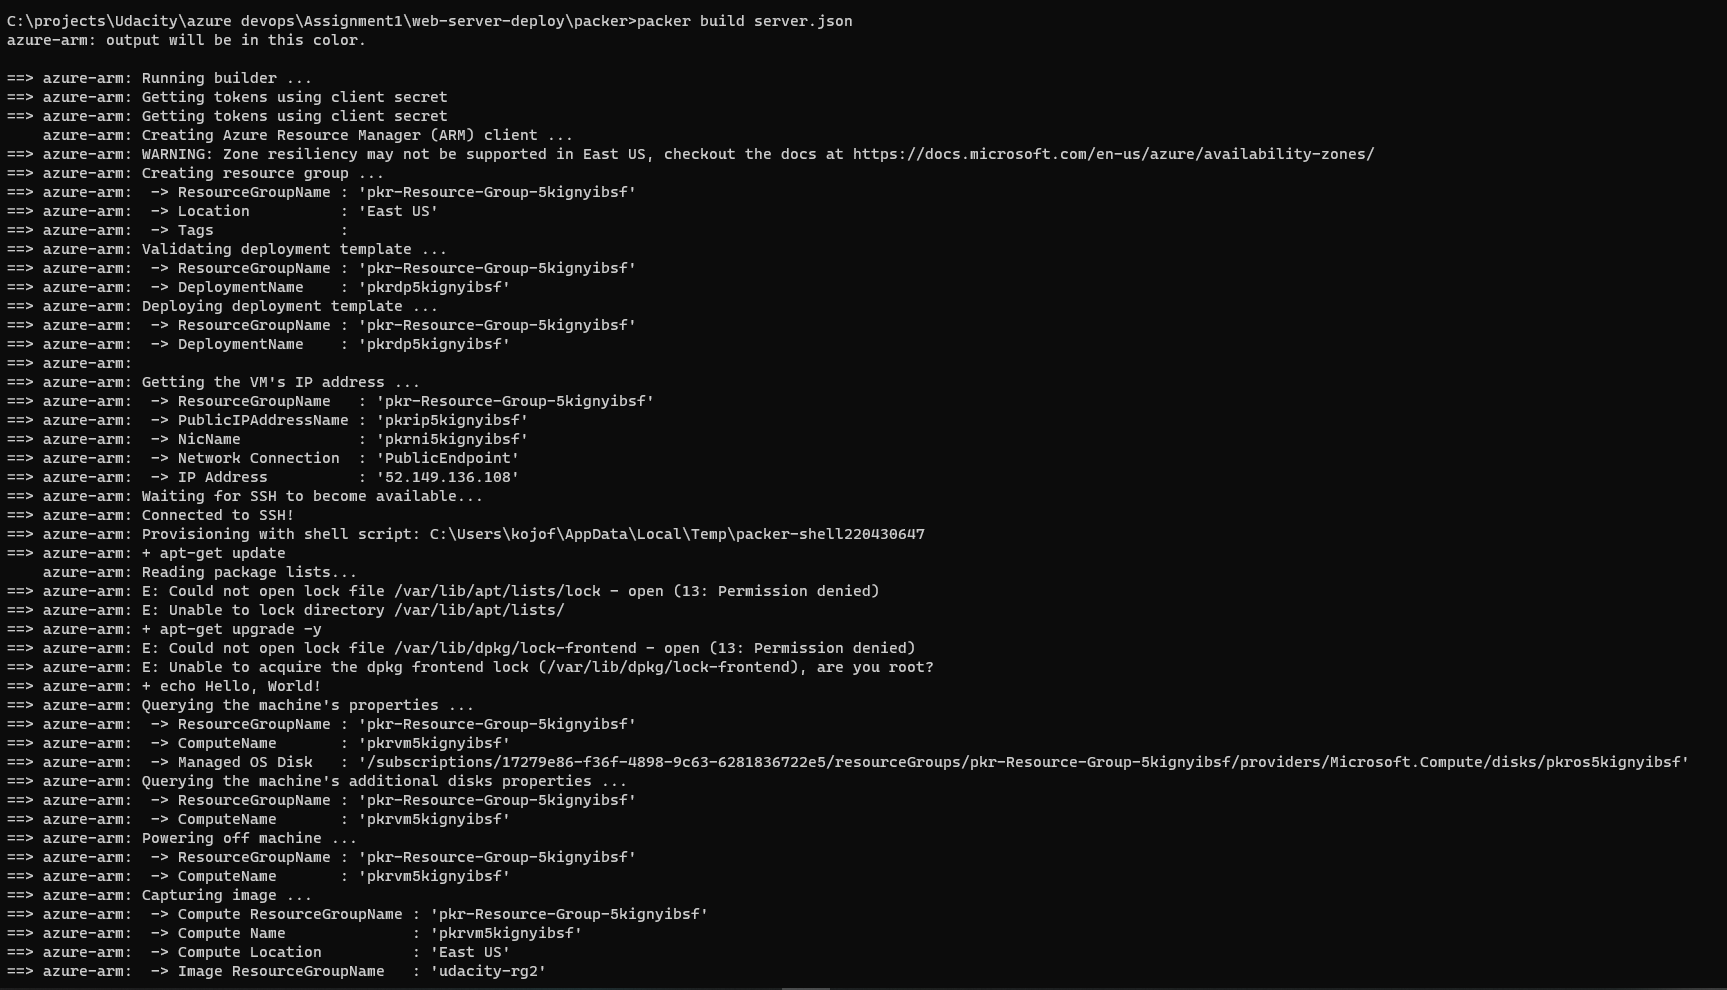 C:\projects\Udacity\azure devops\Assignment1\web-server-deploy\packer>packer build server.json
azure-arm: output will be in this color.
==> azure-arm: Running builder ...
==> azure-arm: Getting tokens using client secret
==> azure-arm: Getting tokens using client secret
    azure-arm: Creating Azure Resource Manager (ARM) client ...
==> azure-arm: WARNING: Zone resiliency may not be supported in East US, checkout the docs at https://docs.microsoft.com/en-us/azure/availability-zones/
==> azure-arm: Creating resource group ...
==> azure-arm:  -> ResourceGroupName : 'pkr-Resource-Group-5kignyibsf'
==> azure-arm:  -> Location          : 'East US'
==> azure-arm:  -> Tags              :
==> azure-arm: Validating deployment template ...
==> azure-arm:  -> ResourceGroupName : 'pkr-Resource-Group-5kignyibsf'
==> azure-arm:  -> DeploymentName    : 'pkrdp5kignyibsf'
==> azure-arm: Deploying deployment template ...
==> azure-arm:  -> ResourceGroupName : 'pkr-Resource-Group-5kignyibsf'
==> azure-arm:  -> DeploymentName    : 'pkrdp5kignyibsf'
==> azure-arm:
==> azure-arm: Getting the VM's IP address ...
==> azure-arm:  -> ResourceGroupName   : 'pkr-Resource-Group-5kignyibsf'
==> azure-arm:  -> PublicIPAddressName : 'pkrip5kignyibsf'
==> azure-arm:  -> NicName             : 'pkrni5kignyibsf'
==> azure-arm:  -> Network Connection  : 'PublicEndpoint'
==> azure-arm:  -> IP Address          : '52.149.136.108'
==> azure-arm: Waiting for SSH to become available...
==> azure-arm: Connected to SSH!
==> azure-arm: Provisioning with shell script: C:\Users\kojof\AppData\Local\Temp\packer-shell220430647
==> azure-arm: + apt-get update
    azure-arm: Reading package lists...
==> azure-arm: E: Could not open lock file /var/lib/apt/lists/lock - open (13: Permission denied)
==> azure-arm: E: Unable to lock directory /var/lib/apt/lists/
==> azure-arm: + apt-get upgrade -y
==> azure-arm: E: Could not open lock file /var/lib/dpkg/lock-frontend - open (13: Permission denied)
==> azure-arm: E: Unable to acquire the dpkg frontend lock (/var/lib/dpkg/lock-frontend), are you root?
==> azure-arm: + echo Hello, World!
==> azure-arm: Querying the machine's properties ...
==> azure-arm:  -> ResourceGroupName : 'pkr-Resource-Group-5kignyibsf'
==> azure-arm:  -> ComputeName       : 'pkrvm5kignyibsf'
==> azure-arm:  -> Managed OS Disk   : '/subscriptions/17279e86-f36f-4898-9c63-6281836722e5/resourceGroups/pkr-Resource-Group-5kignyibsf/providers/Microsoft.Compute/disks/pkros5kignyibsf'
==> azure-arm: Querying the machine's additional disks properties ...
==> azure-arm:  -> ResourceGroupName : 'pkr-Resource-Group-5kignyibsf'
==> azure-arm:  -> ComputeName       : 'pkrvm5kignyibsf'
==> azure-arm: Powering off machine ...
==> azure-arm:  -> ResourceGroupName : 'pkr-Resource-Group-5kignyibsf'
==> azure-arm:  -> ComputeName       : 'pkrvm5kignyibsf'
==> azure-arm: Capturing image ...
==> azure-arm:  -> Compute ResourceGroupName : 'pkr-Resource-Group-5kignyibsf'
==> azure-arm:  -> Compute Name              : 'pkrvm5kignyibsf'
==> azure-arm:  -> Compute Location          : 'East US'
==> azure-arm:  -> Image ResourceGroupName   : 'udacity-rg2'